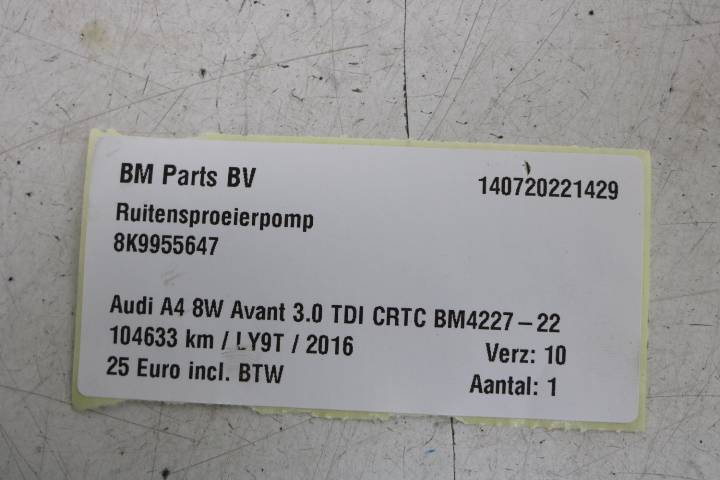 BM Parts BV 140720221429
Ruitensproeierpomp
8K9955647
Audi A4 8W Avant 3.0 TDI CRTC BM4227-22
104633 km / LY9T / 2016 Verz: 10
25 Euro incl. BTW Aantal: 1